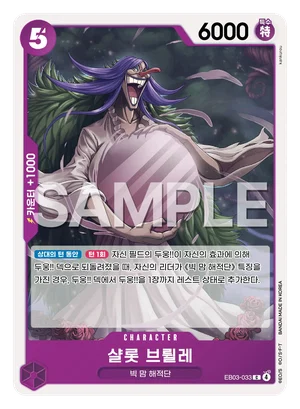 5
6000
특수
特
카운터 +1000
SAMPLE
상대의 턴 동안 턴 1회 자신 필드의 두웅!!이 자신의 효과에 의해
두웅!! 덱으로 되돌려졌을 때, 자신의 리더가 《빅 맘 해적단》 특징을
가진 경우, 두웅!! 덱에서 두웅!!을 1장까지 레스트 상태로 추가한다.
CHARACTER
샬롯 브륄레
빅 맘 해적단
EB03-033
BANDAI MADE IN KOREA